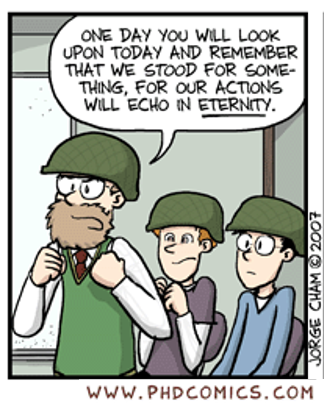 ONE DAY YOU WILL LOOK
UPON TODAY AND REMEMBER
THAT WE STOOD FOR SOME-
THING, FOR OUR ACTIONS
WILL ECHO IN ETERNITY.
JORGE CHAM © 2007
WWW.PHDCOMICS.COM